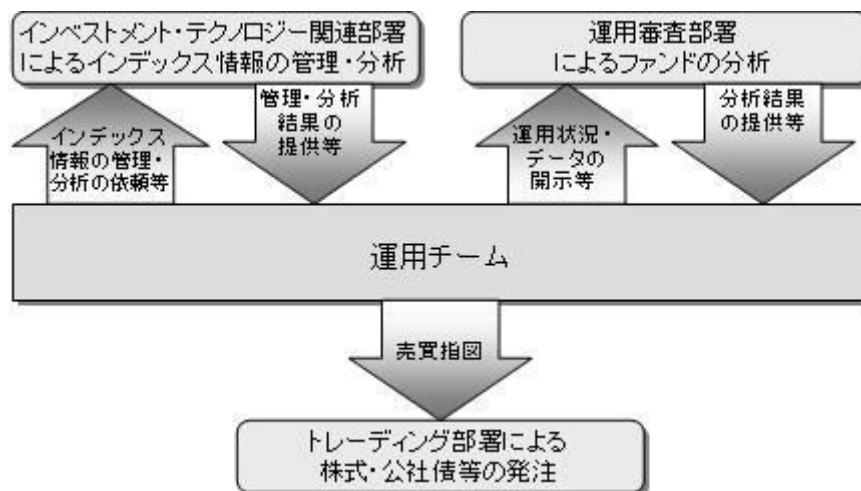 インベストメント・テクノロジー関連部署
によるインデックス情報の管理・分析
運用審査部署
によるファンドの分析
インデックス
情報の管理・
分析の依頼等
管理・分析
結果の
提供等
運用状況・
データの
開示等
分析結果
の提供等
運用チーム
売買指図
トレーディング部署による
株式・公社債等の発注